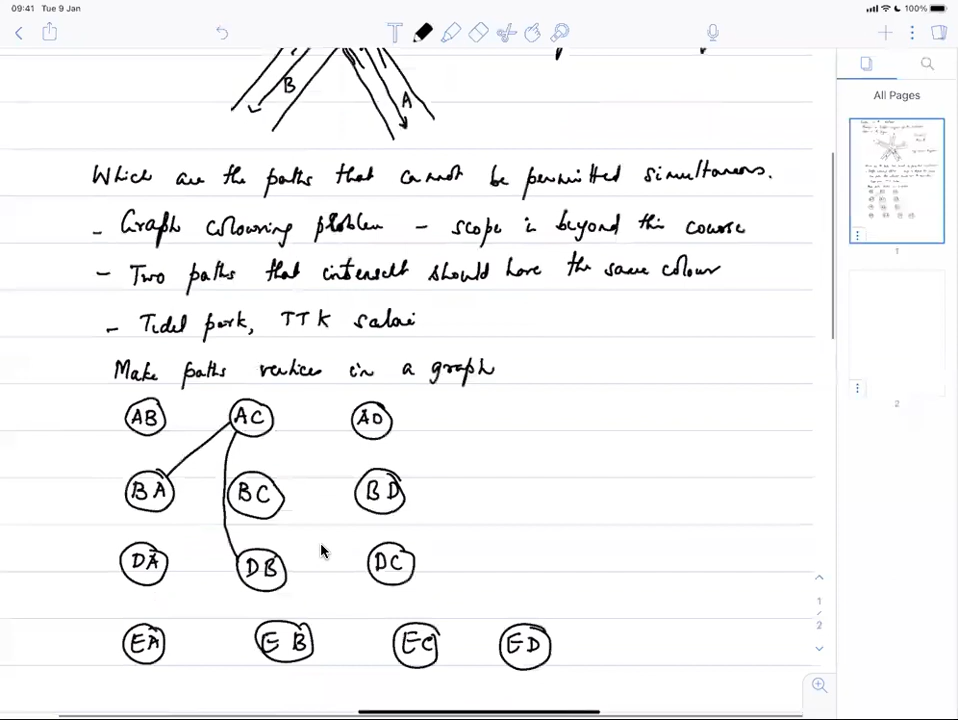 09:41 Tue 9 Jan
100%
T
All Pages
B
A
Which are the paths that cannot be permitted simultaneous.
- Graph colouring problem - scope is beyond this course
- Two paths that intersect should have the same colour
- Tidel park, TTK salai
Make paths vertices in a graph
AB AC AD
BA BC BD
DA DB DC
EA EB EC ED
1
2
1
2